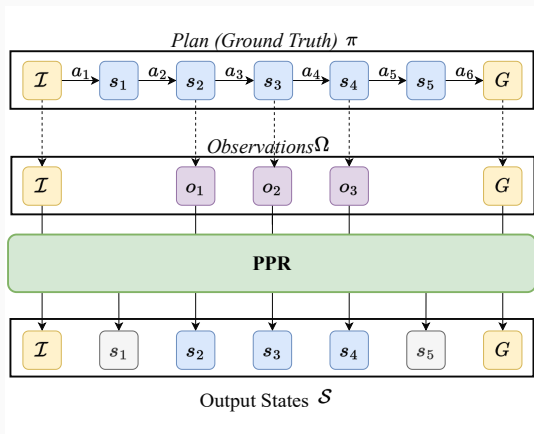 Plan (Ground Truth) π
I a₁ s₁ a₂ s₂ a₃ s₃ a₄ s₄ a₅ s₅ a₆ G
ObservationsΩ
I o₁ o₂ o₃ G
PPR
I s₁ s₂ s₃ s₄ s₅ G
Output States S